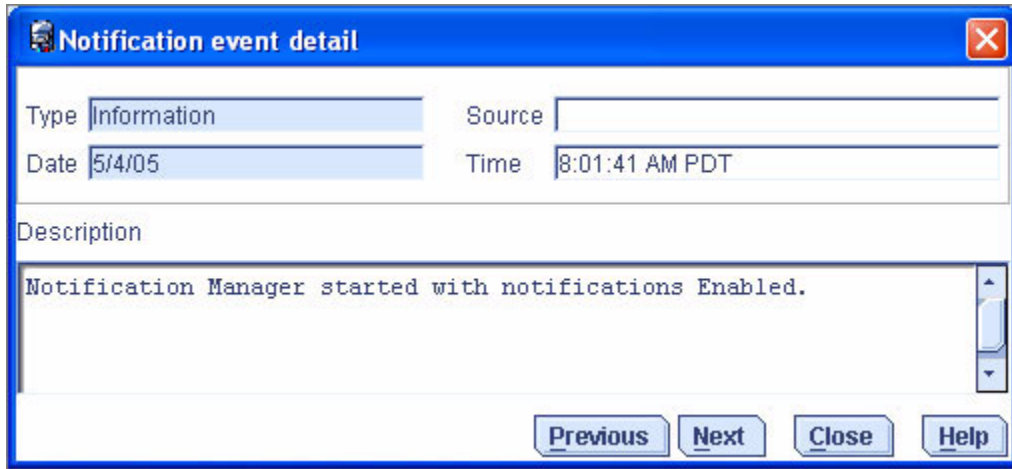 Notification event detail
Type Information Source
Date 5/4/05 Time 8:01:41 AM PDT
Description
Notification Manager started with notifications Enabled.
Previous Next Close Help